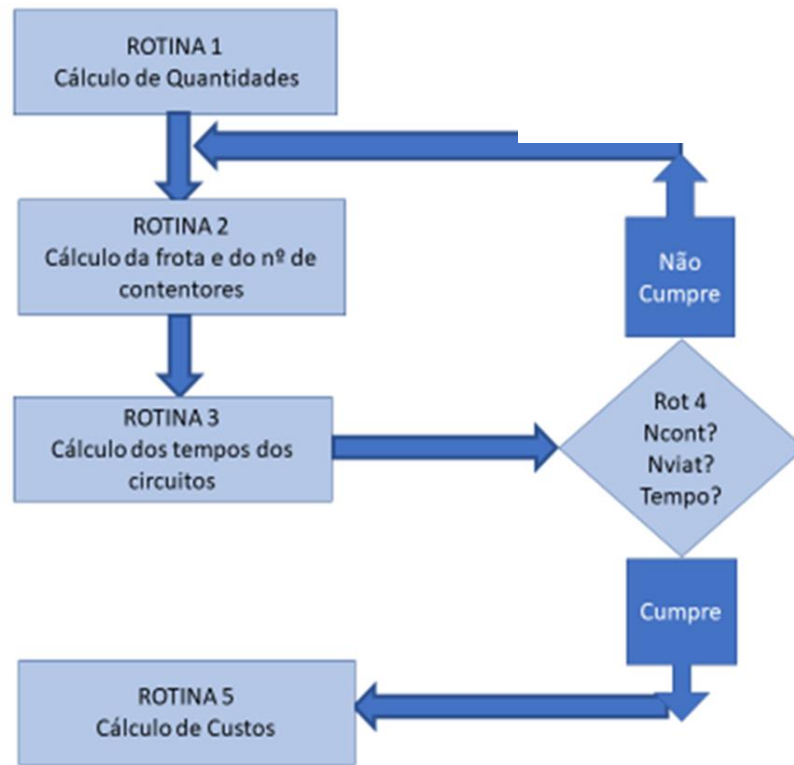 ROTINA 1
Cálculo de Quantidades
ROTINA 2
Cálculo da frota e do nº de
contentores
ROTINA 3
Cálculo dos tempos dos
circuitos
Não
Cumpre
Rot 4
Ncont?
Nviat?
Tempo?
Cumpre
ROTINA 5
Cálculo de Custos